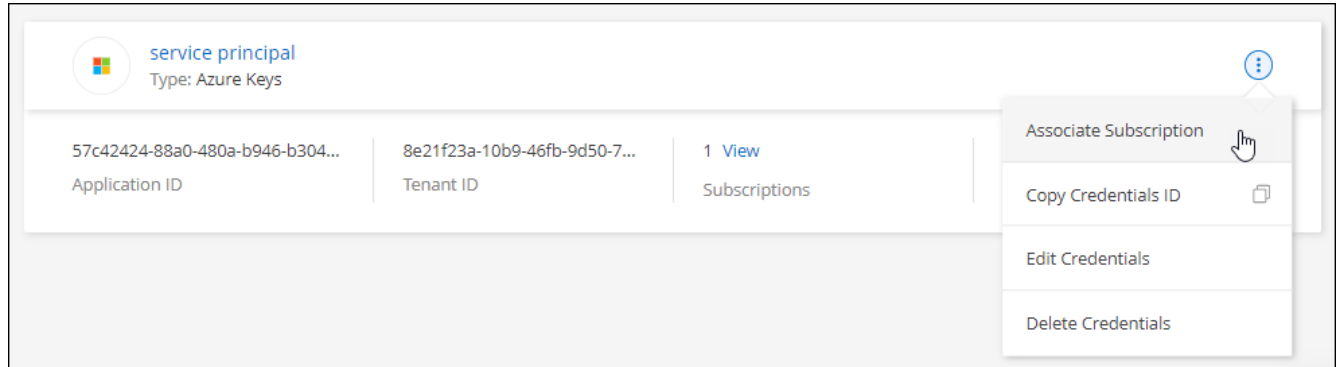 service principal
Type: Azure Keys
Associate Subscription
57c42424-88a0-480a-b946-b304...
8e21f23a-10b9-46fb-9d50-7...
1 View
Application ID
Tenant ID
Subscriptions
Copy Credentials ID
Edit Credentials
Delete Credentials